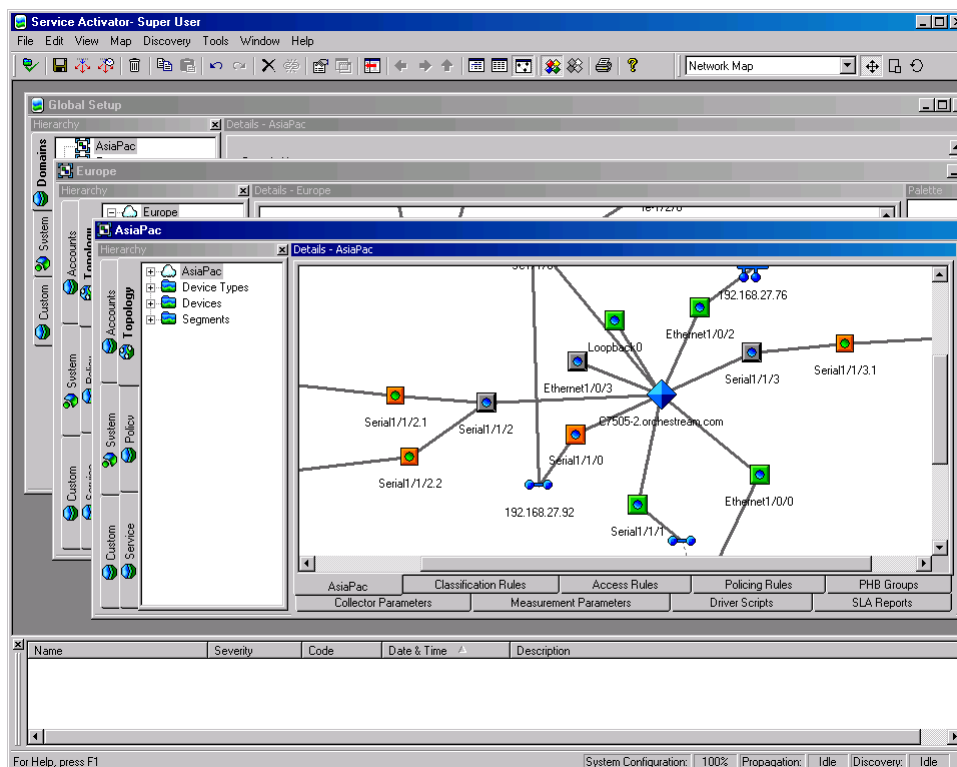 Service Activator- Super User
File Edit View Map Discovery Tools Window Help
Network Map
Global Setup
Hierarchy
Details - AsiaPac
Domains
System
Custom
AsiaPac
Europe
Hierarchy
Details - Europe
Palette
Accounts
Topology
System
Policy
Custom
Service
Europe
AsiaPac
Hierarchy
Details - AsiaPac
Accounts
Topology
System
Policy
Custom
Service
AsiaPac
Device Types
Devices
Segments
192.168.27.76
Ethernet1/0/2
Loopback0
Ethernet1/0/3
Serial1/1/3
Serial1/1/3.1
Serial1/1/2.1
Serial1/1/2
C7505-2.orchestream.com
Serial1/1/0
Serial1/1/2.2
192.168.27.92
Ethernet1/0/0
Serial1/1/1
AsiaPac Classification Rules Access Rules Policing Rules PHB Groups
Collector Parameters Measurement Parameters Driver Scripts SLA Reports
Name Severity Code Date & Time Description
For Help, press F1
System Configuration: 100% Propagation: Idle Discovery: Idle